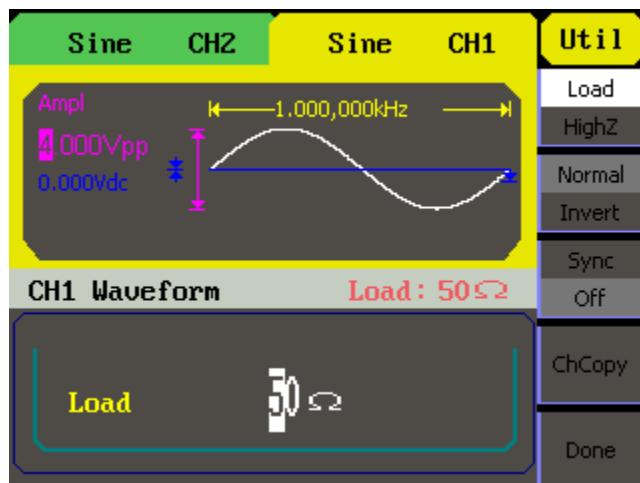 Sine CH2 Sine CH1 Util
Ampl
4.000Vpp
0.000Vdc
1.000,000kHz
CH1 Waveform Load: 50Ω
Load 50Ω
Load
HighZ
Normal
Invert
Sync
Off
ChCopy
Done